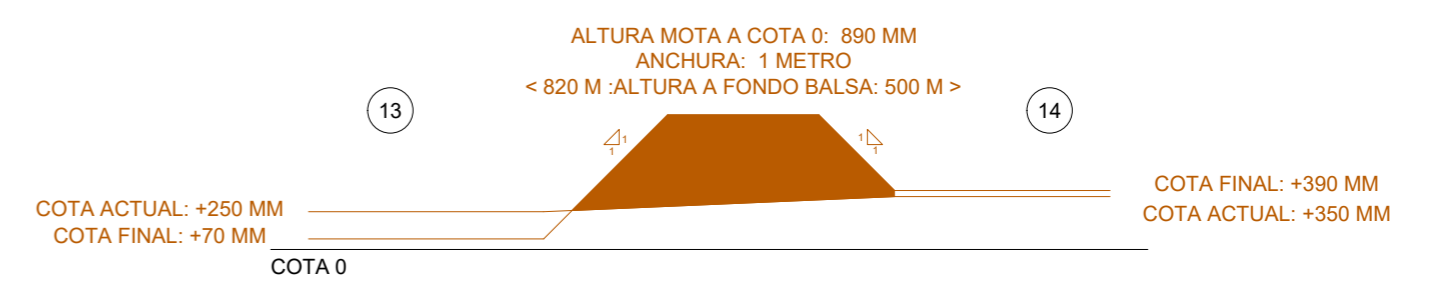 ALTURA MOTA A COTA 0: 890 MM
ANCHURA: 1 METRO
< 820 M :ALTURA A FONDO BALSA: 500 M >
13
14
1
1
1
1
COTA ACTUAL: +250 MM
COTA FINAL: +70 MM
COTA FINAL: +390 MM
COTA ACTUAL: +350 MM
COTA 0